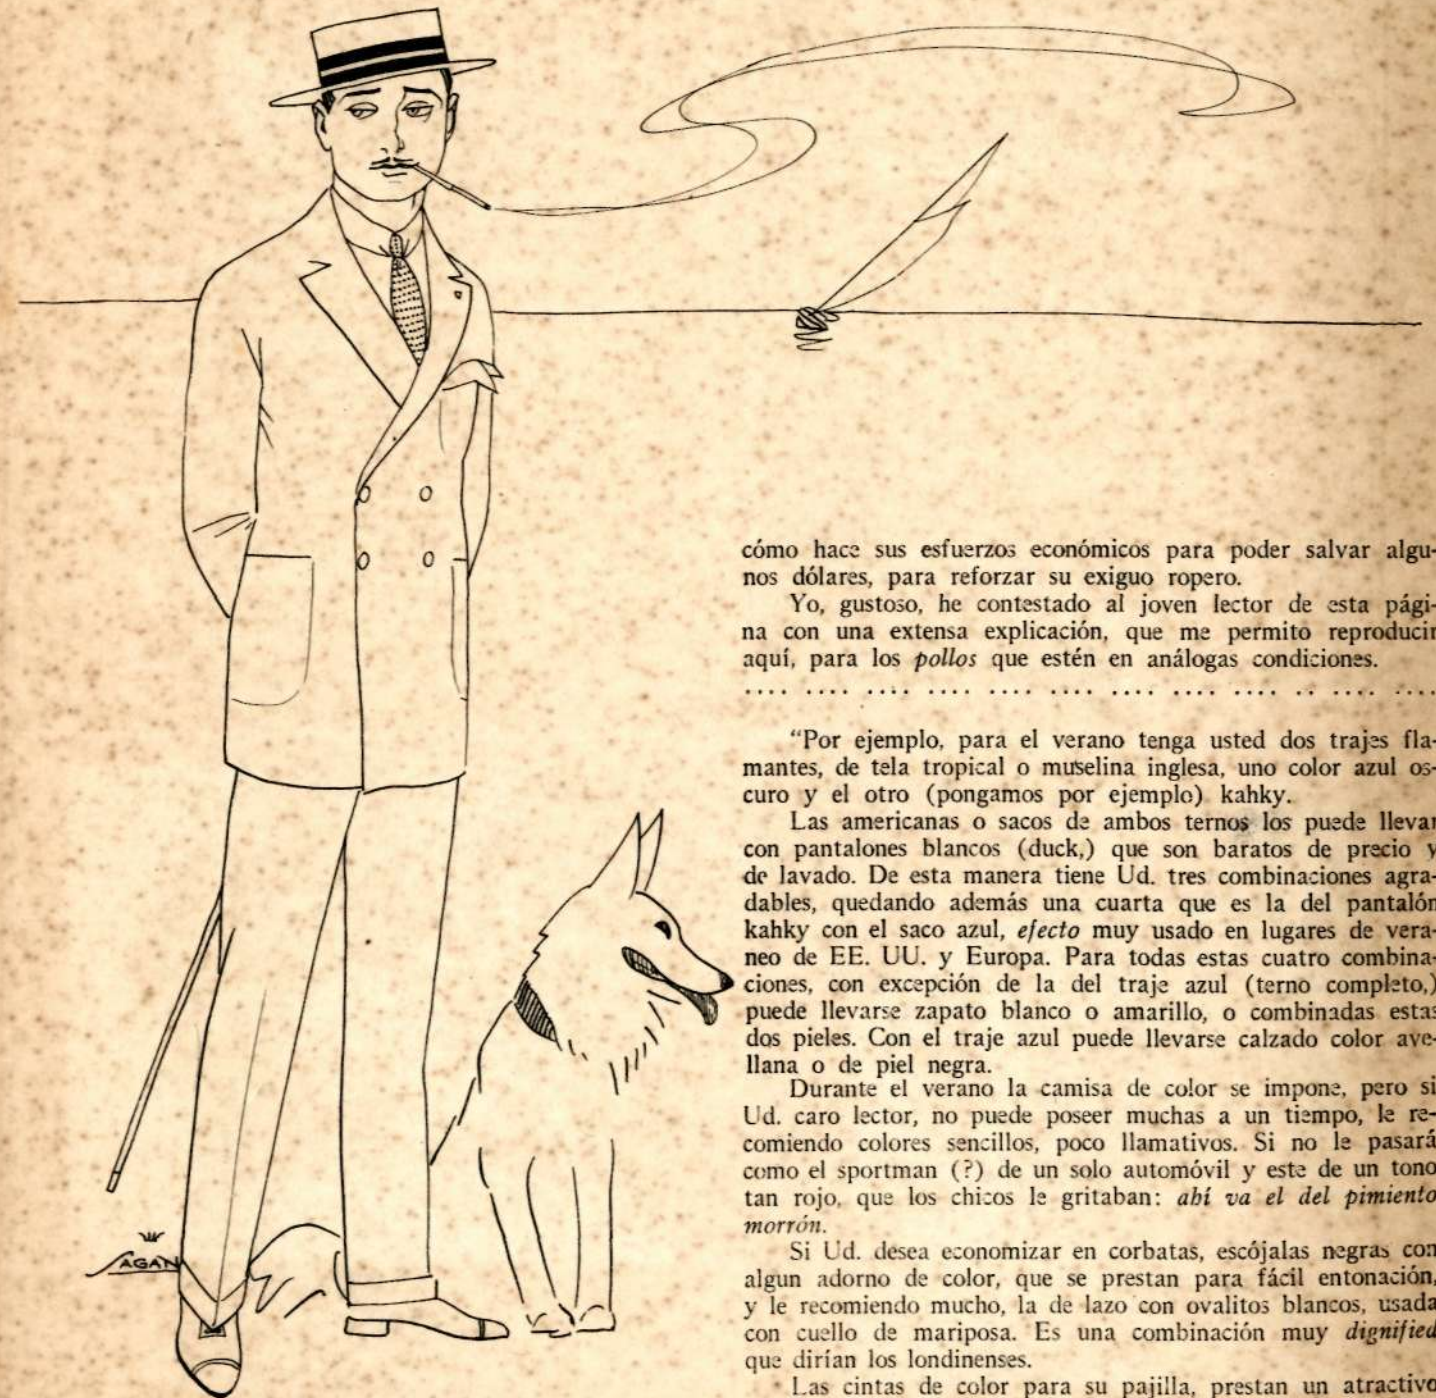 cómo hace sus esfuerzos económicos para poder salvar algu-
nos dólares, para reforzar su exiguo ropero.
Yo, gustoso, he contestado al joven lector de esta pági-
na con una extensa explicación, que me permito reproducir
aquí, para los pollos que estén en análogas condiciones.
.... .... .... .... .... .... .... .... .... .. .... ....
“Por ejemplo, para el verano tenga usted dos trajes fla-
mantes, de tela tropical o muselina inglesa, uno color azul os-
curo y el otro (pongamos por ejemplo) kahky.
Las americanas o sacos de ambos ternos los puede llevar
con pantalones blancos (duck,) que son baratos de precio y
de lavado. De esta manera tiene Ud. tres combinaciones agra-
dables, quedando además una cuarta que es la del pantalón
kahky con el saco azul, efecto muy usado en lugares de vera-
neo de EE. UU. y Europa. Para todas estas cuatro combina-
ciones, con excepción de la del traje azul (terno completo,)
puede llevarse zapato blanco o amarillo, o combinadas estas
dos pieles. Con el traje azul puede llevarse calzado color ave-
llana o de piel negra.
Durante el verano la camisa de color se impone, pero si
Ud. caro lector, no puede poseer muchas a un tiempo, le re-
comiendo colores sencillos, poco llamativos. Si no le pasará
como el sportman (?) de un solo automóvil y este de un tono
tan rojo, que los chicos le gritaban: ahí va el del pimiento
morrón.
Si Ud. desea economizar en corbatas, escójalas negras con
algun adorno de color, que se prestan para fácil entonación,
y le recomiendo mucho, la de lazo con ovalitos blancos, usada
con cuello de mariposa. Es una combinación muy dignified
que dirían los londinenses.
Las cintas de color para su pajilla, prestan un atractivo
SAGAN